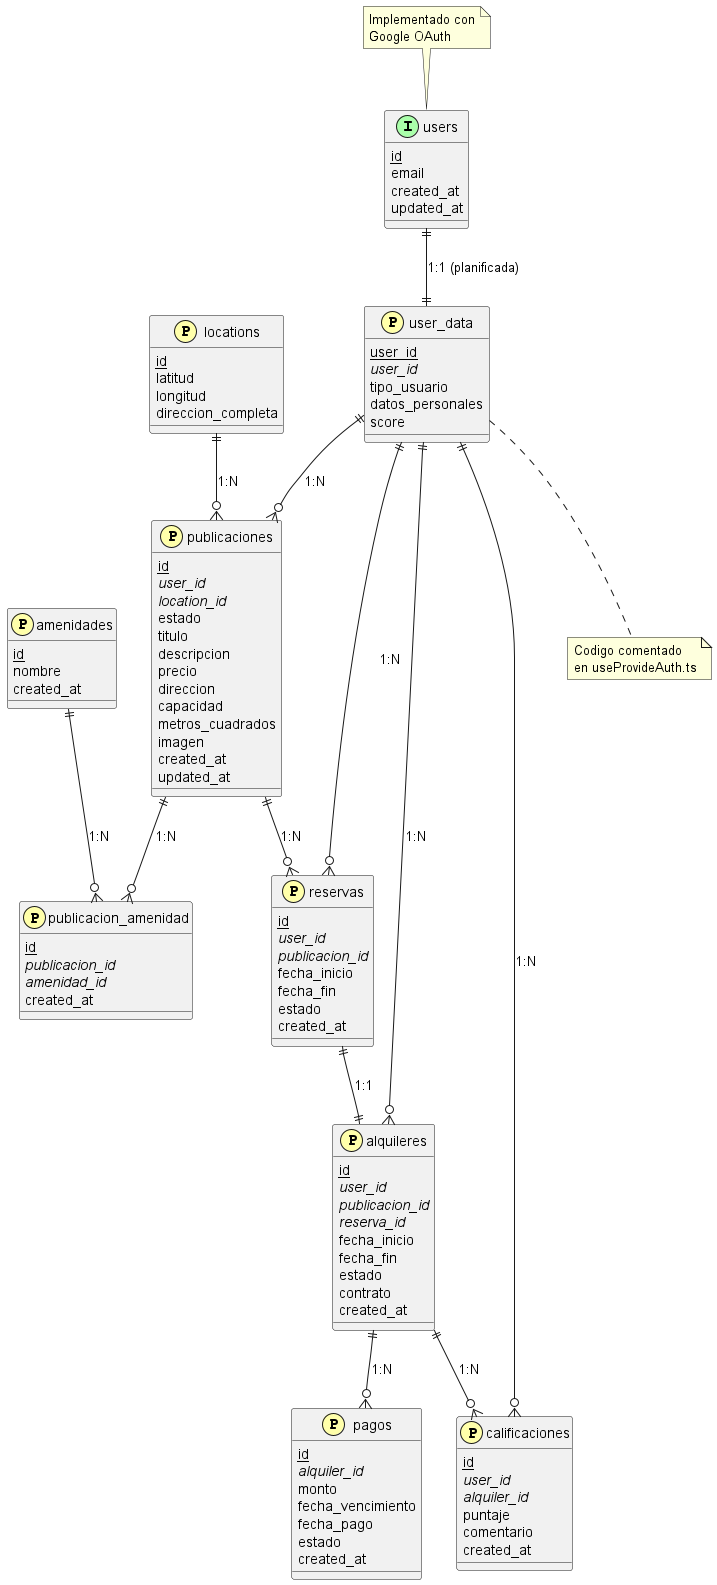 Implementado con
Google OAuth
I users
id
email
created_at
updated_at
1:1 (planificada)
P locations
id
latitud
longitud
direccion_completa
P user_data
user_id
user_id
tipo_usuario
datos_personales
score
1:N
1:N
P publicaciones
id
user_id
location_id
estado
titulo
descripcion
precio
direccion
capacidad
metros_cuadrados
imagen
created_at
updated_at
P amenidades
id
nombre
created_at
Codigo comentado
en useProvideAuth.ts
1:N
1:N
1:N
1:N
1:N
P publicacion_amenidad
id
publicacion_id
amenidad_id
created_at
P reservas
id
user_id
publicacion_id
fecha_inicio
fecha_fin
estado
created_at
1:N
1:1
P alquileres
id
user_id
publicacion_id
reserva_id
fecha_inicio
fecha_fin
estado
contrato
created_at
1:N
1:N
P pagos
id
alquiler_id
monto
fecha_vencimiento
fecha_pago
estado
created_at
P calificaciones
id
user_id
alquiler_id
puntaje
comentario
created_at